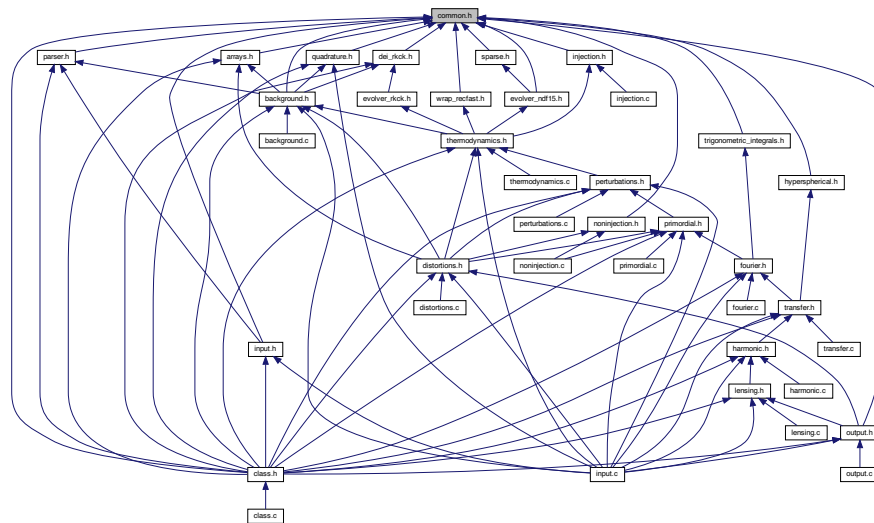 common.h
parser.h
arrays.h
quadrature.h
dei_rkck.h
sparse.h
injection.h
background.h
evolver_rkck.h
wrap_recfast.h
evolver_ndf15.h
injection.c
background.c
thermodynamics.h
trigonometric_integrals.h
thermodynamics.c
perturbations.h
hyperspherical.h
perturbations.c
noninjection.h
primordial.h
distortions.h
noninjection.c
primordial.c
fourier.h
distortions.c
fourier.c
transfer.h
input.h
harmonic.h
transfer.c
lensing.h
harmonic.c
lensing.c
output.h
class.h
input.c
output.c
class.c